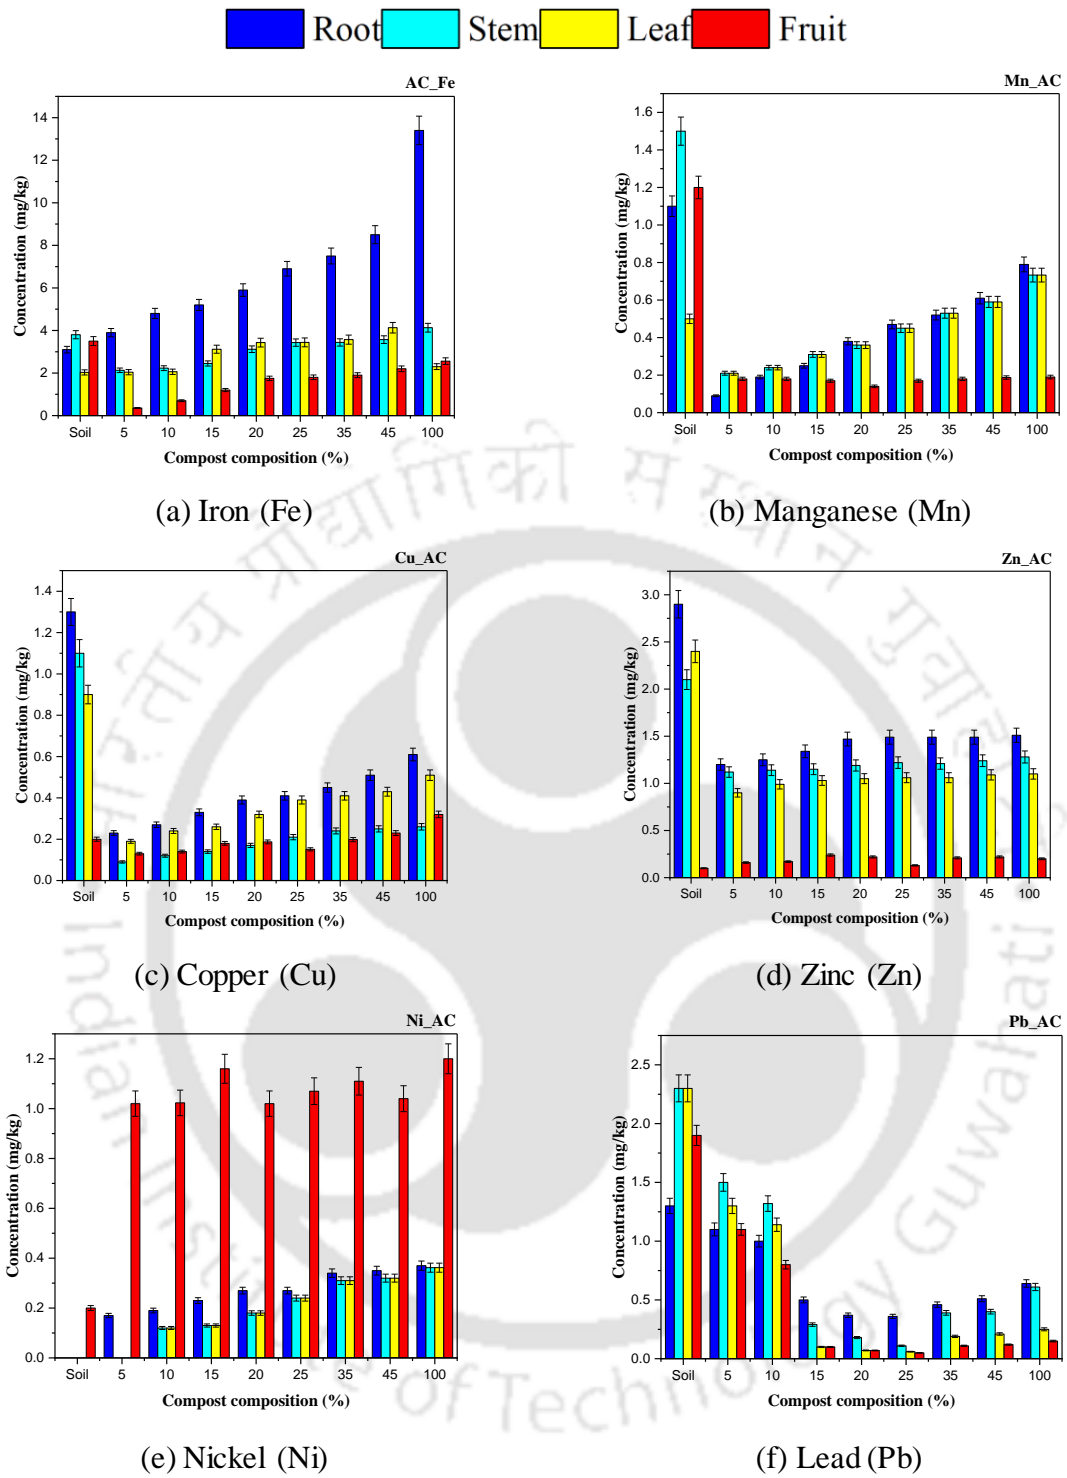 Root Stem Leaf Fruit
AC_Fe
Concentration (mg/kg)
14
12
10
8
6
4
2
0
Soil 5 10 15 20 25 35 45 100
Compost composition (%)
(a) Iron (Fe)
Mn_AC
Concentration (mg/kg)
1.6
1.4
1.2
1.0
0.8
0.6
0.4
0.2
0.0
Soil 5 10 15 20 25 35 45 100
Compost composition (%)
(b) Manganese (Mn)
Cu_AC
Concentration (mg/kg)
1.4
1.2
1.0
0.8
0.6
0.4
0.2
0.0
Soil 5 10 15 20 25 35 45 100
Compost composition (%)
(c) Copper (Cu)
Zn_AC
Concentration (mg/kg)
3.0
2.5
2.0
1.5
1.0
0.5
0.0
Soil 5 10 15 20 25 35 45 100
Compost composition (%)
(d) Zinc (Zn)
Ni_AC
Concentration (mg/kg)
1.2
1.0
0.8
0.6
0.4
0.2
0.0
Soil 5 10 15 20 25 35 45 100
Compost composition (%)
(e) Nickel (Ni)
Pb_AC
Concentration (mg/kg)
2.5
2.0
1.5
1.0
0.5
0.0
Soil 5 10 15 20 25 35 45 100
Compost composition (%)
(f) Lead (Pb)
Indian Institute of Technology Guwahati